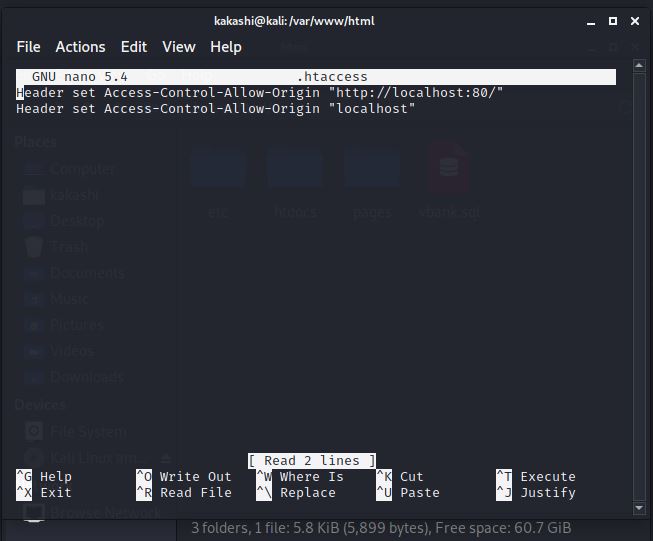 kakashi@kali: /var/www/html
File Actions Edit View Help
GNU nano 5.4 .htaccess
Header set Access-Control-Allow-Origin "http://localhost:80/"
Header set Access-Control-Allow-Origin "localhost"
Places
Computer
kakashi
Desktop
Trash
Documents
Music
Pictures
Videos
Downloads
Devices
File System
Kali Linux am...
Browse Network
etc htdocs pages vbank.sql
[ Read 2 lines ]
^G Help ^O Write Out ^W Where Is ^K Cut ^T Execute
^X Exit ^R Read File ^\ Replace ^U Paste ^J Justify
3 folders, 1 file: 5.8 KiB (5,899 bytes), Free space: 60.7 GiB